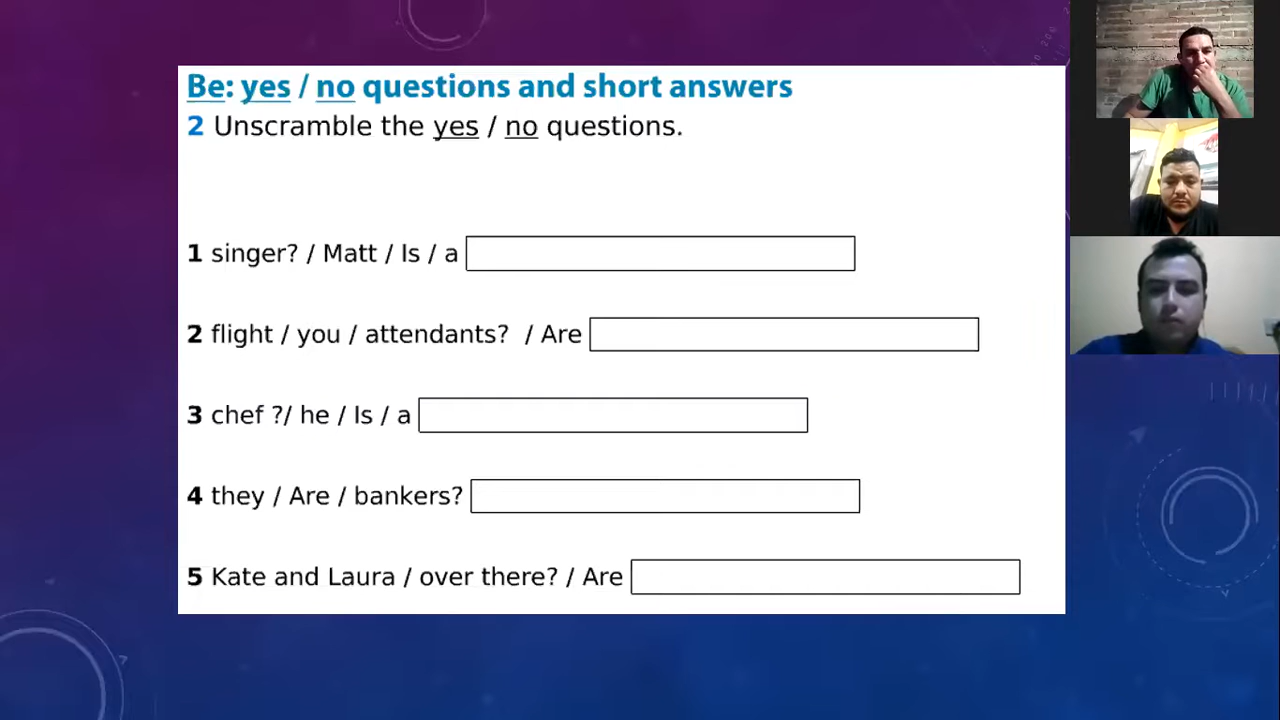 Be: yes / no questions and short answers
2 Unscramble the yes / no questions.
1 singer? / Matt / Is / a
2 flight / you / attendants? / Are
3 chef ?/ he / Is / a
4 they / Are / bankers?
5 Kate and Laura / over there? / Are